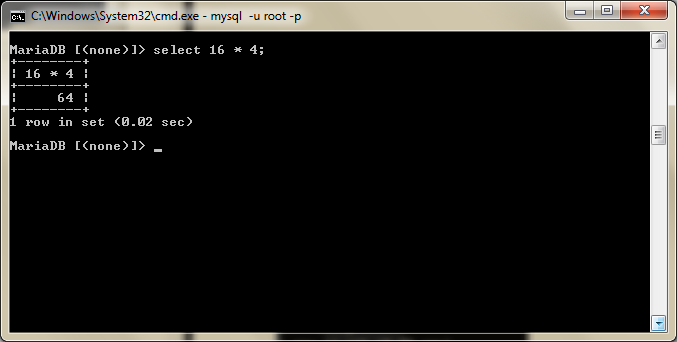 C:\Windows\System32\cmd.exe - mysql  -u root -p
MariaDB [(none)]> select 16 * 4;
+--------+
¦ 16 * 4 ¦
+--------+
¦     64 ¦
+--------+
1 row in set (0.02 sec)
MariaDB [(none)]> _